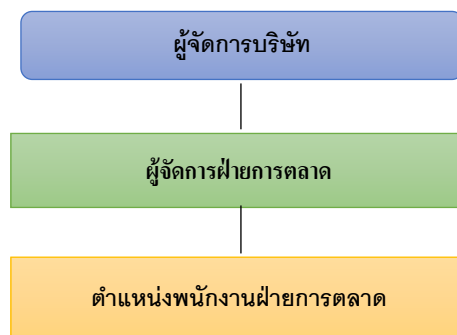 ผู้จัดการบริษัท
ผู้จัดการฝ่ายการตลาด
ตำแหน่งพนักงานฝ่ายการตลาด